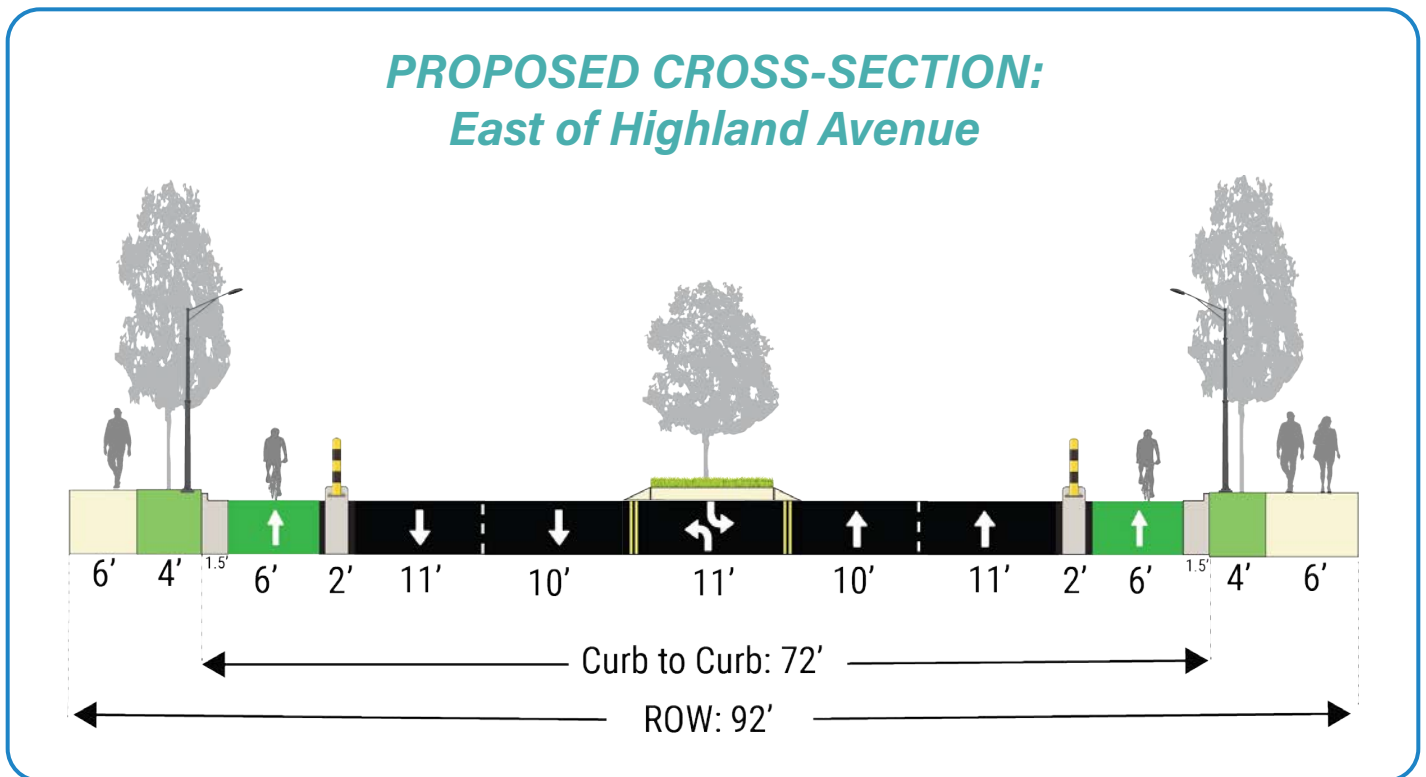 PROPOSED CROSS-SECTION:
East of Highland Avenue
6’ 4’ 1.5’ 6’ 2’ 11’ 10’ 11’ 10’ 11’ 2’ 6’ 1.5’ 4’ 6’
Curb to Curb: 72’
ROW: 92’